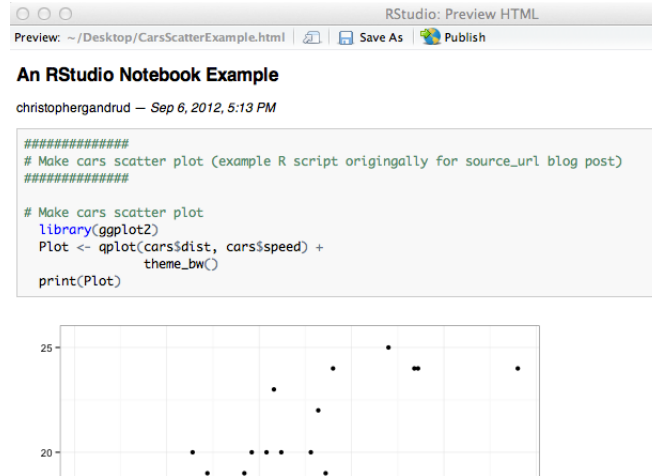 RStudio: Preview HTML
Preview: ~/Desktop/CarsScatterExample.html Save As Publish
An RStudio Notebook Example
christophergandrud — Sep 6, 2012, 5:13 PM
##############
# Make cars scatter plot (example R script origingally for source_url blog post)
##############
# Make cars scatter plot
library(ggplot2)
Plot <- qplot(cars$dist, cars$speed) +
theme_bw()
print(Plot)
25
20